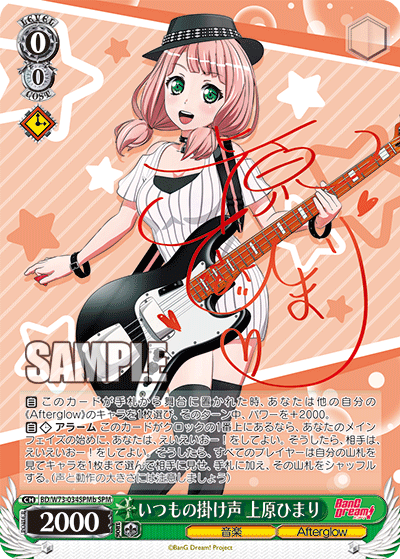 LEVEL
0
0
COST
上原ひまり
SAMPLE
自 このカードが手札から舞台に置かれた時、あなたは他の自分の
《Afterglow》のキャラを1枚選び、そのターン中、パワーを＋2000。
自 アラーム このカードがクロックの1番上にあるなら、あなたのメイン
フェイズの始めに、あなたは、えいえいおー！をしてよい。そうしたら、相手は、
えいえいおー！をしてよい。そうしたら、すべてのプレイヤーは自分の山札を
見てキャラを1枚まで選んで相手に見せ、手札に加え、その山札をシャッフル
する。（声と動作の大きさには注意しましょう）
CH BD/W73-034SPMb SPM
2000
いつもの掛け声 上原ひまり
BanG Dream!
音楽
Afterglow
©BanG Dream! Project